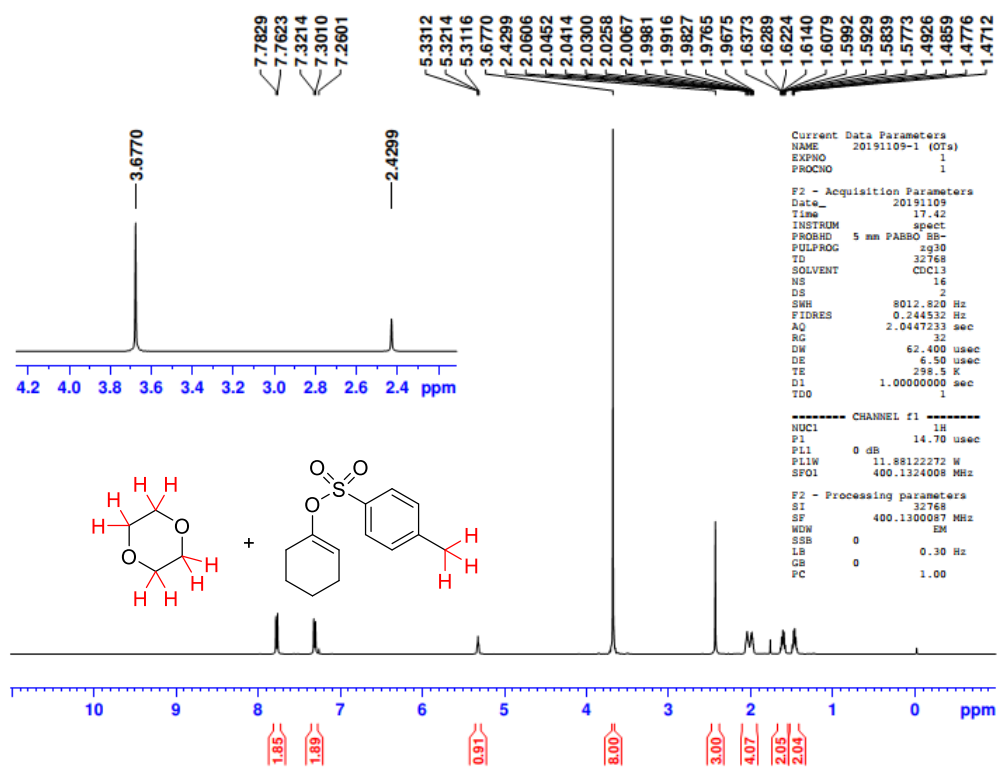 7.7829
7.7623
7.3214
7.3010
7.2601
5.3312
5.3214
5.3116
3.6770
2.4299
2.0606
2.0452
2.0414
2.0300
2.0258
2.0067
1.9981
1.9916
1.9827
1.9765
1.9675
1.6373
1.6289
1.6224
1.6140
1.6079
1.5992
1.5929
1.5839
1.5773
1.4926
1.4859
1.4776
1.4712
3.6770
2.4299
4.2 4.0 3.8 3.6 3.4 3.2 3.0 2.8 2.6 2.4 ppm
Current Data Parameters
NAME 20191109-1 (OTs)
EXPNO 1
PROCNO 1
F2 - Acquisition Parameters
Date_ 20191109
Time 17.42
INSTRUM spect
PROBHD 5 mm PABBO BB-
PULPROG zg30
TD 32768
SOLVENT CDCl3
NS 16
DS 2
SWH 8012.820 Hz
FIDRES 0.244532 Hz
AQ 2.0447233 sec
RG 32
DW 62.400 usec
DE 6.50 usec
TE 298.5 K
D1 1.00000000 sec
TD0 1
======== CHANNEL f1 ========
NUC1 1H
P1 14.70 usec
PL1 0 dB
PL1W 11.88122272 W
SFO1 400.1324008 MHz
F2 - Processing parameters
SI 32768
SF 400.1300087 MHz
WDW EM
SSB 0
LB 0.30 Hz
GB 0
PC 1.00
H H
H H
O
O
H
H
H H
+
O O
S
O
H
H
H
10 9 8 7 6 5 4 3 2 1 0 ppm
1.85
1.89
0.91
8.00
3.00
4.07
2.05
2.04